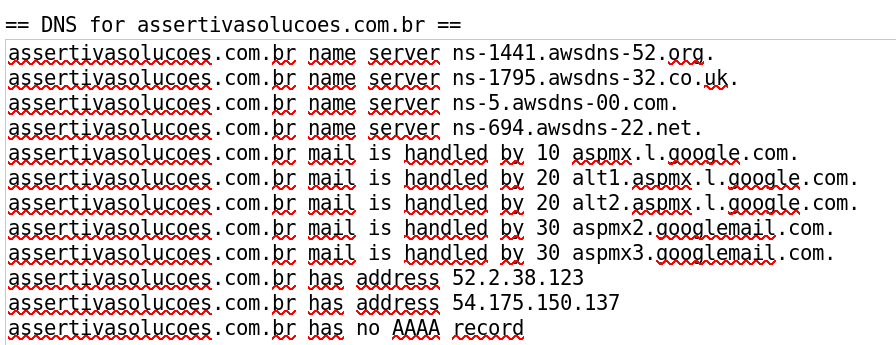 == DNS for assertivasolucoes.com.br ==
assertivasolucoes.com.br name server ns-1441.awsdns-52.org.
assertivasolucoes.com.br name server ns-1795.awsdns-32.co.uk.
assertivasolucoes.com.br name server ns-5.awsdns-00.com.
assertivasolucoes.com.br name server ns-694.awsdns-22.net.
assertivasolucoes.com.br mail is handled by 10 aspmx.l.google.com.
assertivasolucoes.com.br mail is handled by 20 alt1.aspmx.l.google.com.
assertivasolucoes.com.br mail is handled by 20 alt2.aspmx.l.google.com.
assertivasolucoes.com.br mail is handled by 30 aspmx2.googlemail.com.
assertivasolucoes.com.br mail is handled by 30 aspmx3.googlemail.com.
assertivasolucoes.com.br has address 52.2.38.123
assertivasolucoes.com.br has address 54.175.150.137
assertivasolucoes.com.br has no AAAA record